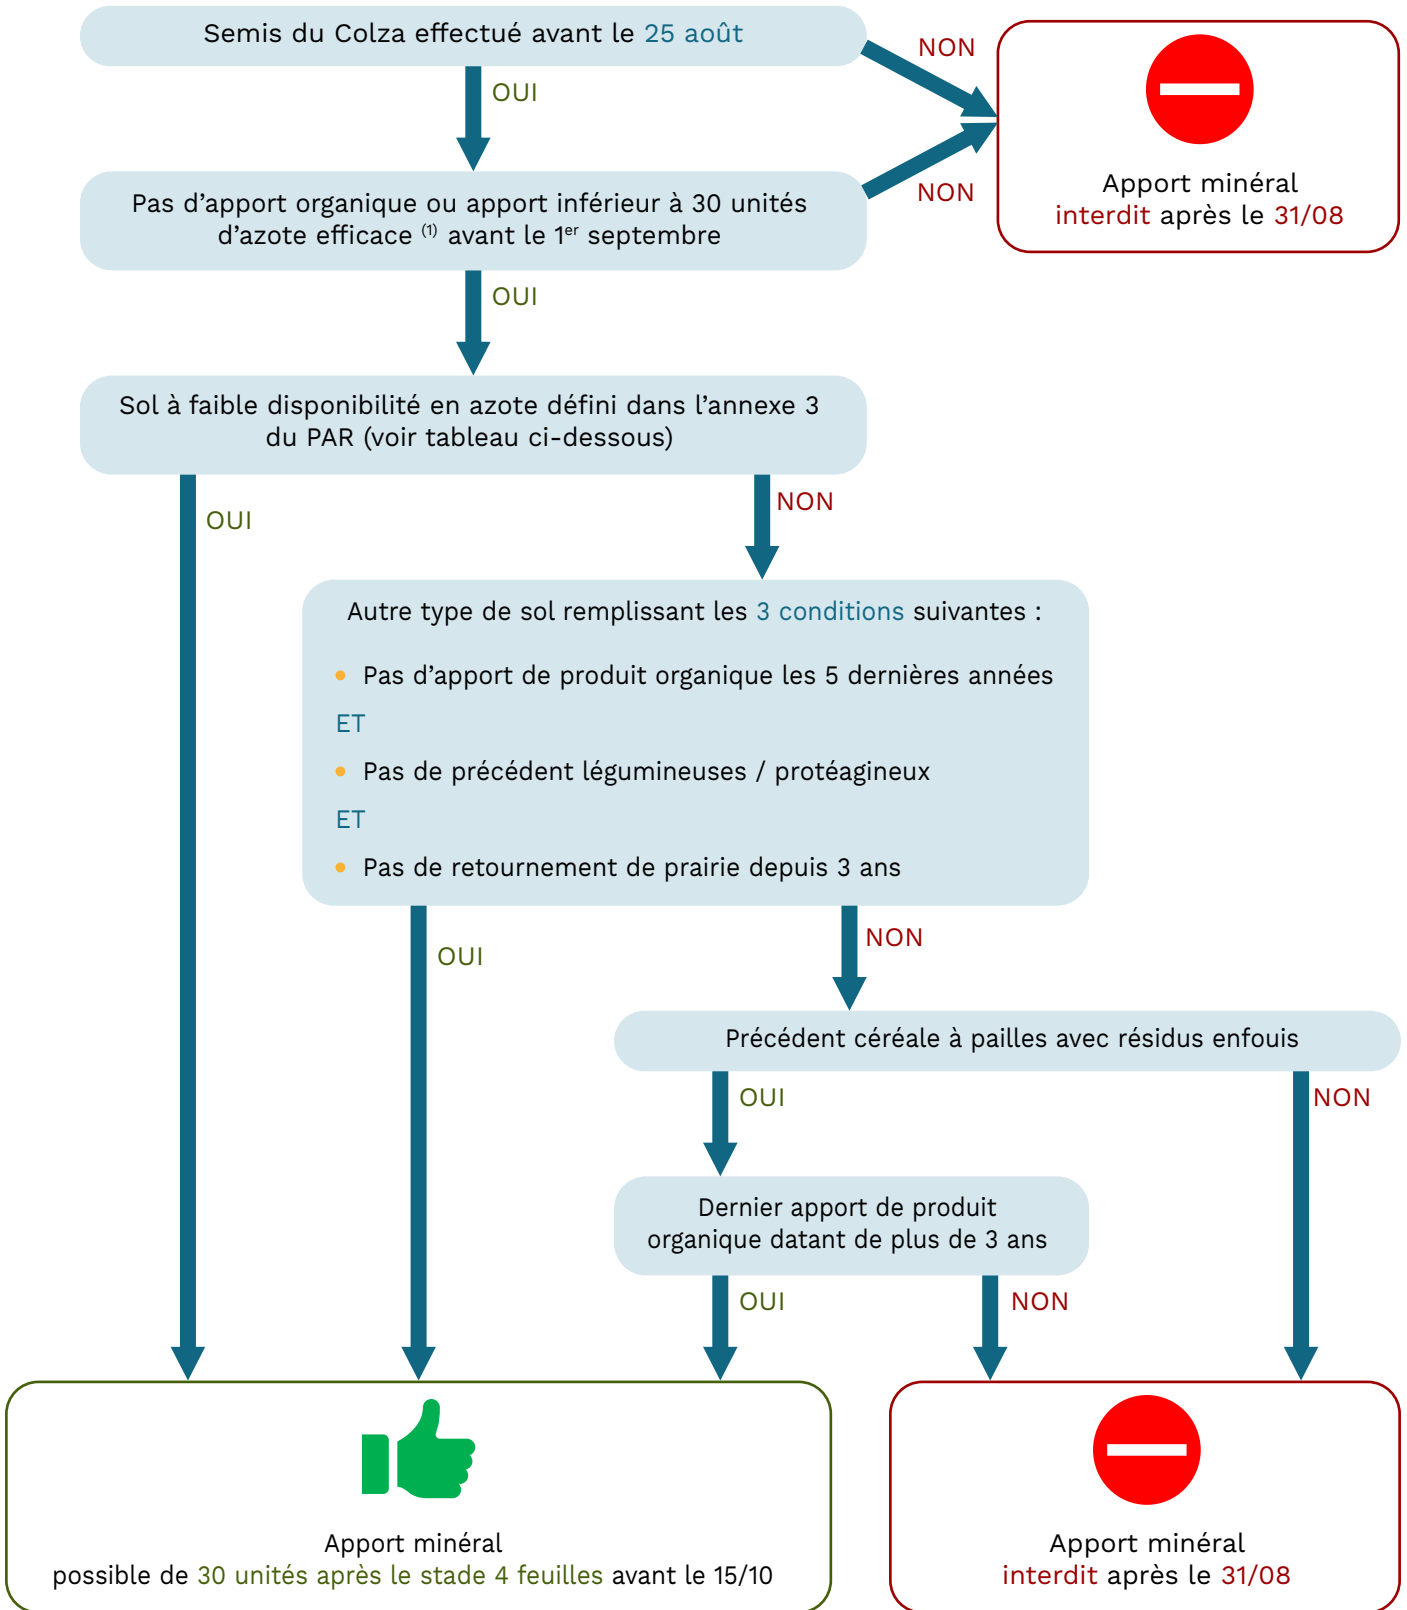 Semis du Colza effectué avant le 25 août
NON
OUI
Apport minéral
interdit après le 31/08
Pas d’apport organique ou apport inférieur à 30 unités
d’azote efficace (1) avant le 1er septembre
NON
OUI
Sol à faible disponibilité en azote défini dans l’annexe 3
du PAR (voir tableau ci-dessous)
OUI
NON
Autre type de sol remplissant les 3 conditions suivantes :
• Pas d’apport de produit organique les 5 dernières années
ET
• Pas de précédent légumineuses / protéagineux
ET
• Pas de retournement de prairie depuis 3 ans
OUI
NON
Précédent céréale à pailles avec résidus enfouis
OUI
NON
Dernier apport de produit
organique datant de plus de 3 ans
OUI
NON
Apport minéral
possible de 30 unités après le stade 4 feuilles avant le 15/10
Apport minéral
interdit après le 31/08